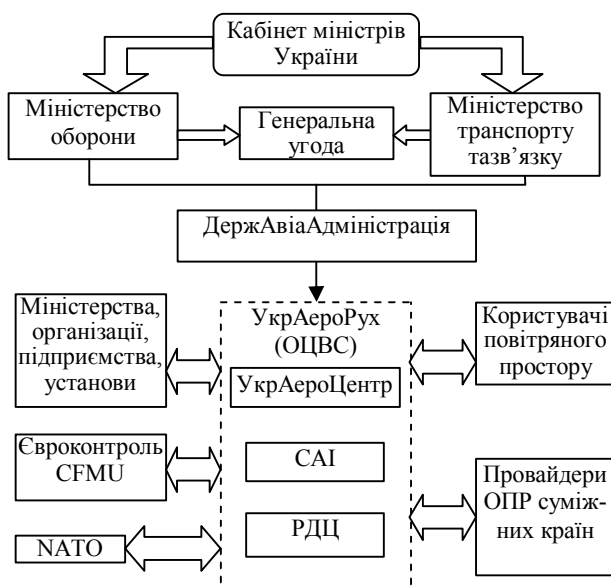 Кабінет міністрів
України
Міністерство
оборони
Генеральна
угода
Міністерство
транспорту
тазв’язку
ДержАвіаАдміністрація
Міністерства,
організації,
підприємства,
установи
УкрАероРух
(ОЦВС)
УкрАероЦентр
Користувачі
повітряного
простору
Євроконтроль
CFMU
САІ
Провайдери
ОПР суміж-
них країн
NATO
РДЦ